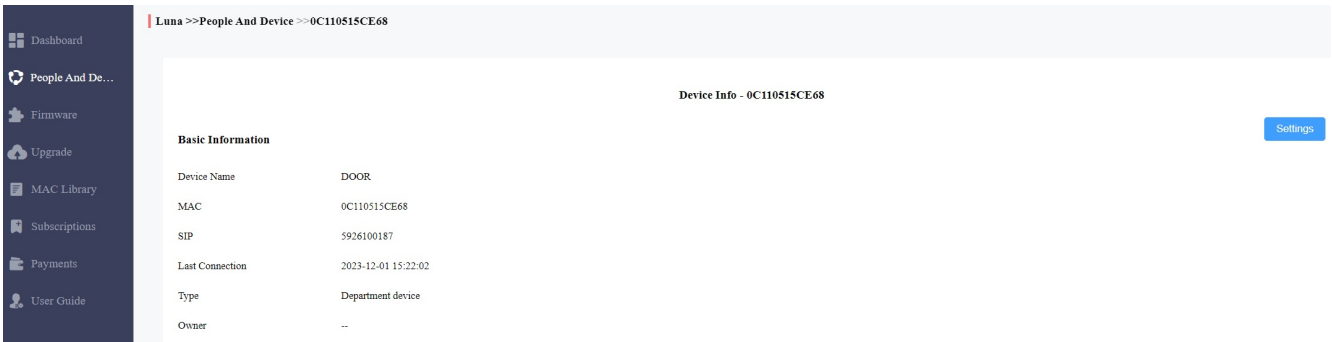 Luna >>People And Device >>0C110515CE68
Dashboard
People And De...
Firmware
Upgrade
MAC Library
Subscriptions
Payments
User Guide
Device Info - 0C110515CE68
Settings
Basic Information
Device Name DOOR
MAC 0C110515CE68
SIP 5926100187
Last Connection 2023-12-01 15:22:02
Type Department device
Owner --